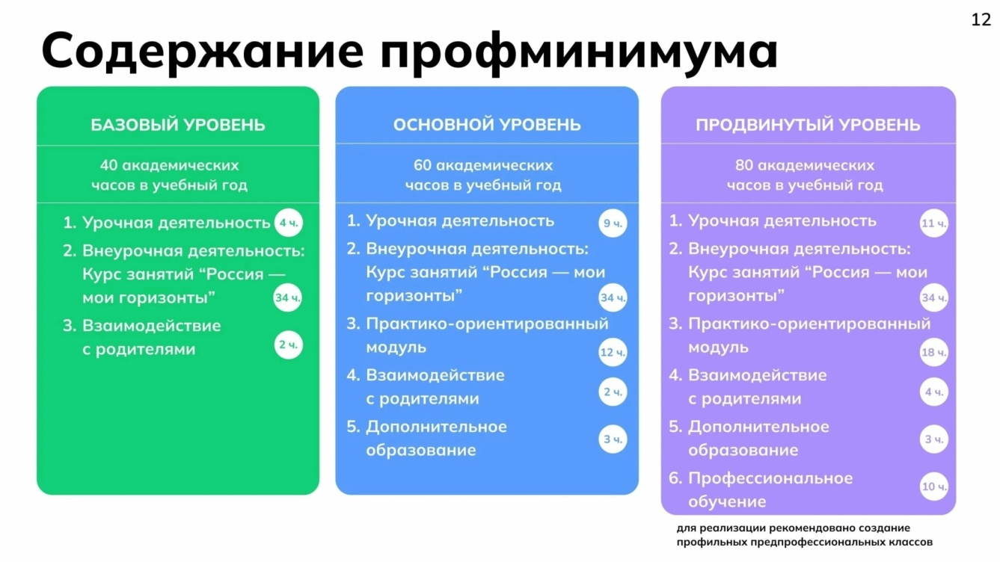 12
Содержание профминимума
БАЗОВЫЙ УРОВЕНЬ
40 академических
часов в учебный год
1. Урочная деятельность 4 ч.
2. Внеурочная деятельность:
Курс занятий “Россия —
мои горизонты” 34 ч.
3. Взаимодействие
с родителями 2 ч.
ОСНОВНОЙ УРОВЕНЬ
60 академических
часов в учебный год
1. Урочная деятельность 9 ч.
2. Внеурочная деятельность:
Курс занятий “Россия — мои
горизонты” 34 ч.
3. Практико-ориентированный
модуль 12 ч.
4. Взаимодействие
с родителями 2 ч.
5. Дополнительное
образование 3 ч.
ПРОДВИНУТЫЙ УРОВЕНЬ
80 академических
часов в учебный год
1. Урочная деятельность 11 ч.
2. Внеурочная деятельность:
Курс занятий “Россия — мои
горизонты” 34 ч.
3. Практико-ориентированный
модуль 18 ч.
4. Взаимодействие
с родителями 4 ч.
5. Дополнительное
образование 3 ч.
6. Профессиональное
обучение 10 ч.
для реализации рекомендовано создание
профильных предпрофессиональных классов